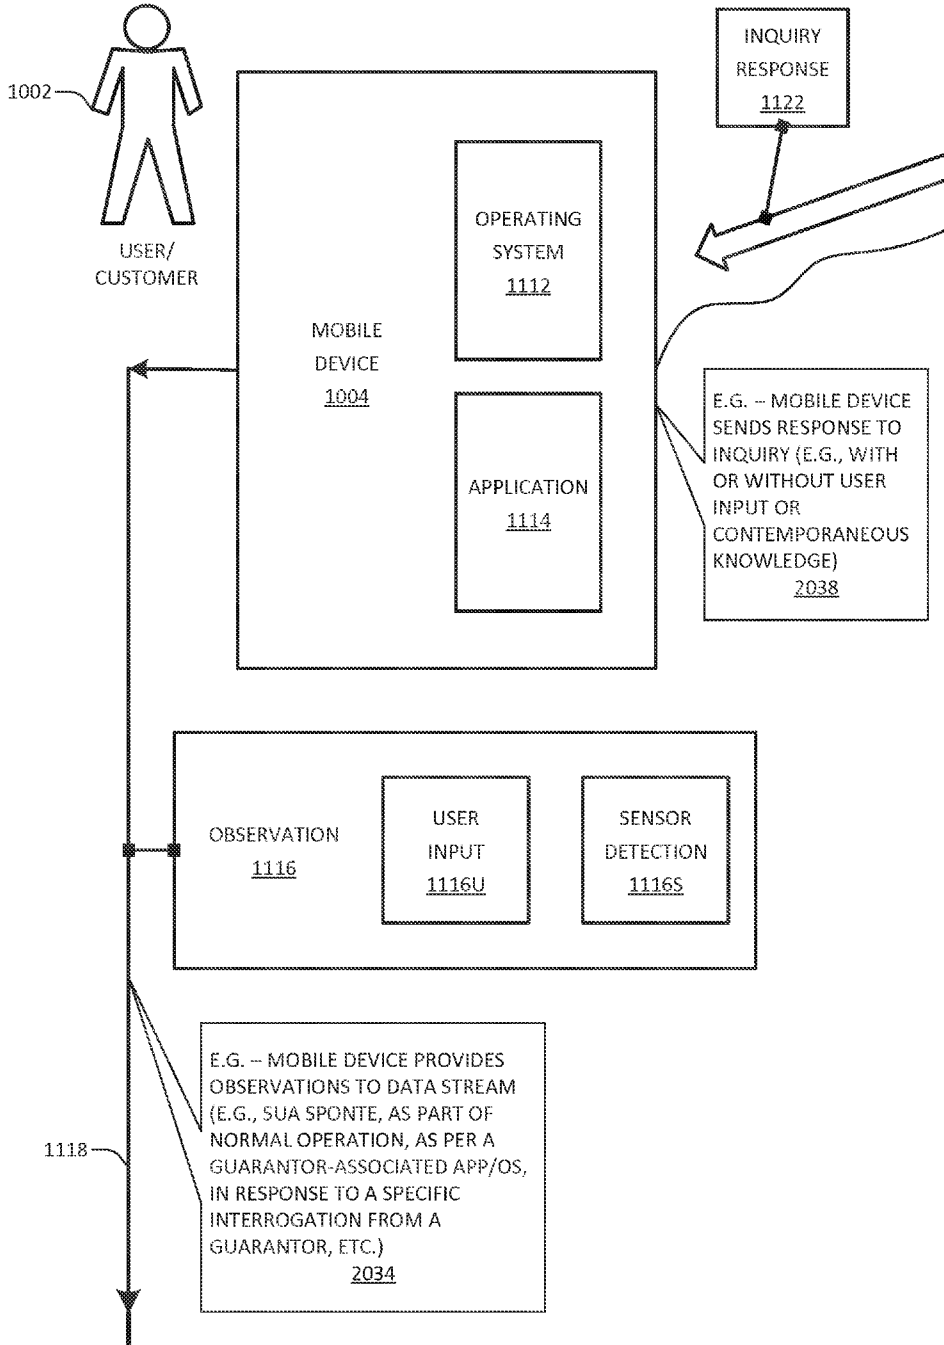 1002
USER/
CUSTOMER
INQUIRY
RESPONSE
1122
OPERATING
SYSTEM
1112
MOBILE
DEVICE
1004
APPLICATION
1114
E.G. – MOBILE DEVICE
SENDS RESPONSE TO
INQUIRY (E.G., WITH
OR WITHOUT USER
INPUT OR
CONTEMPORANEOUS
KNOWLEDGE)
2038
OBSERVATION
1116
USER
INPUT
1116U
SENSOR
DETECTION
1116S
E.G. – MOBILE DEVICE PROVIDES
OBSERVATIONS TO DATA STREAM
(E.G., SUA SPONTE, AS PART OF
NORMAL OPERATION, AS PER A
GUARANTOR-ASSOCIATED APP/OS,
IN RESPONSE TO A SPECIFIC
INTERROGATION FROM A
GUARANTOR, ETC.)
2034
1118